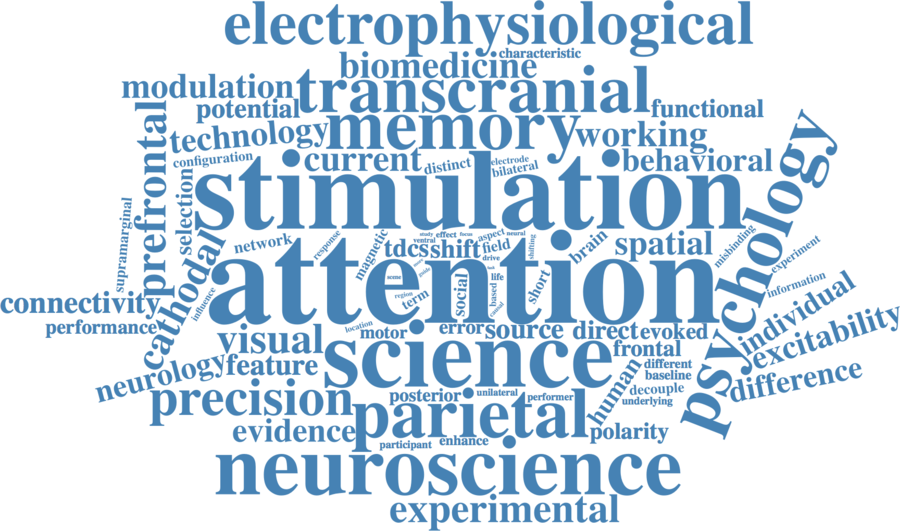 electrophysiological
characteristic
biomedicine
modulation
transcranial
potential
functional
technology
memory
working
configuration
current
distinct
electrode
bilateral
behavioral
prefrontal
selection
stimulation
psychology
supramarginal
cathodal
network
response
magnetic
study
effect
focus
aspect
neural
ventral
tdcs
shift
field
shifting
brain
spatial
misbinding
experiment
attention
drive
scene
guide
task
life
region
term
social
based
causal
short
information
influence
connectivity
performance
location
motor
error
source
direct
evoked
individual
excitability
visual
science
frontal
neurology
feature
different
baseline
difference
human
decouple
underlying
precision
posterior
unilateral
performer
parietal
polarity
evidence
participant
enhance
neuroscience
experimental